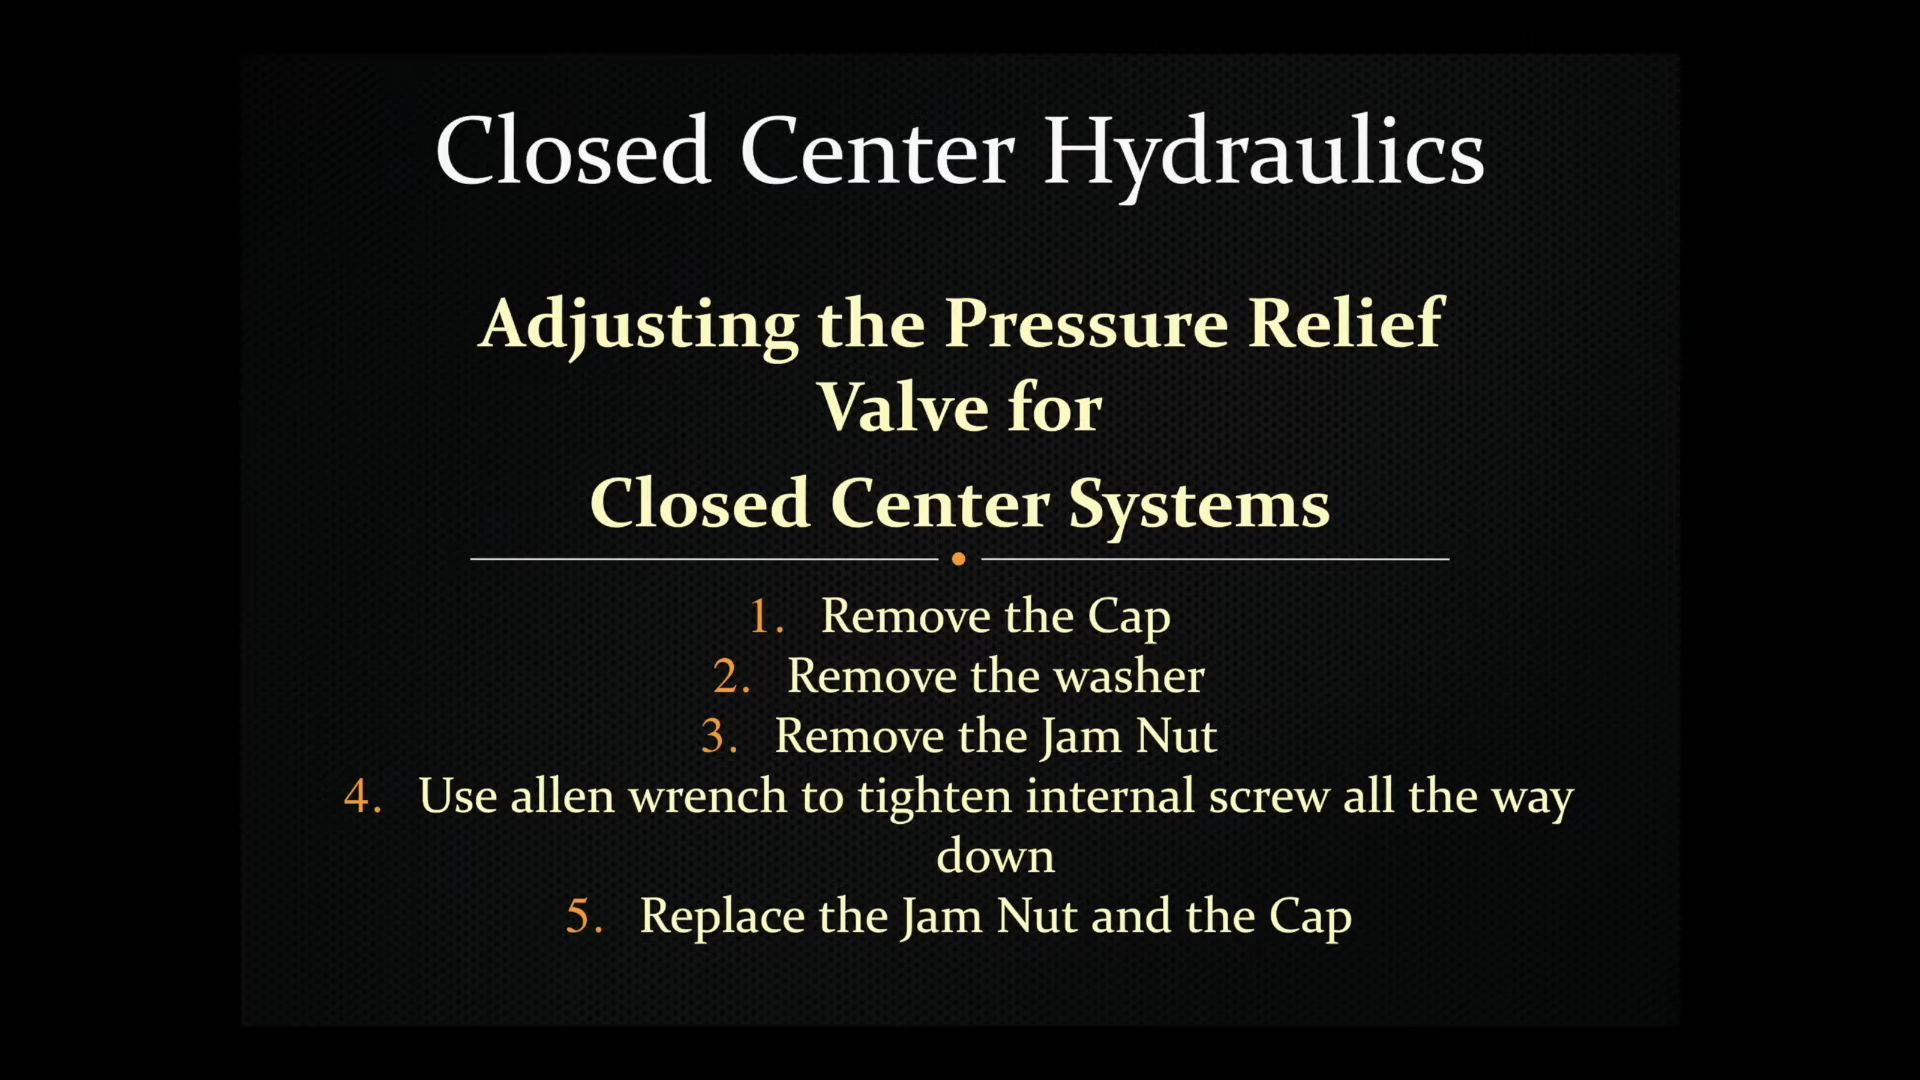 Closed Center Hydraulics
Adjusting the Pressure Relief
Valve for
Closed Center Systems
1. Remove the Cap
2. Remove the washer
3. Remove the Jam Nut
4. Use allen wrench to tighten internal screw all the way
down
5. Replace the Jam Nut and the Cap